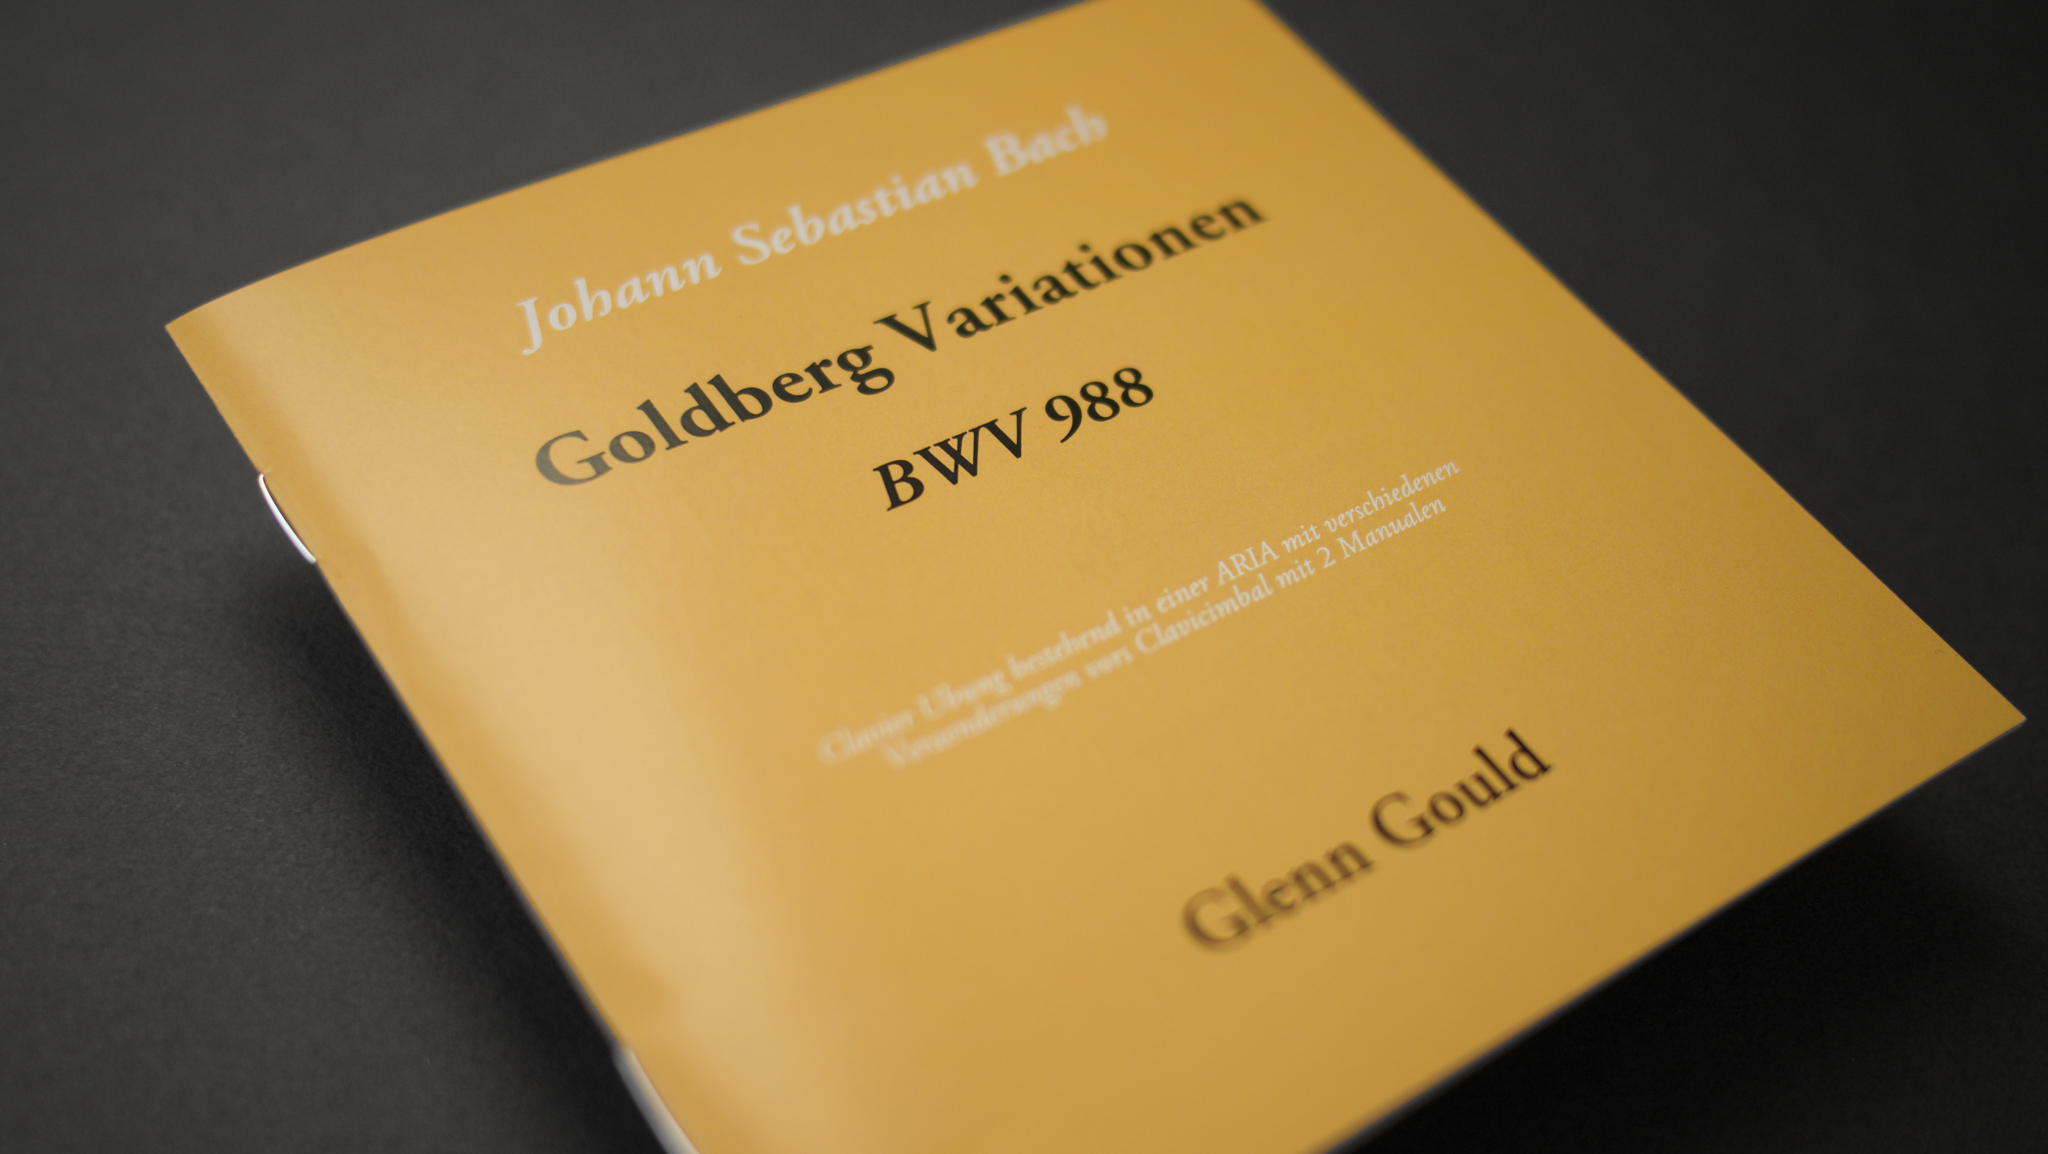 Johann Sebastian Bach
Goldberg Variationen
BWV 988
Clavier Ubung bestehend in einer ARIA mit verschiedenen
Veraenderungen vors Clavicimbal mit 2 Manualen
Glenn Gould